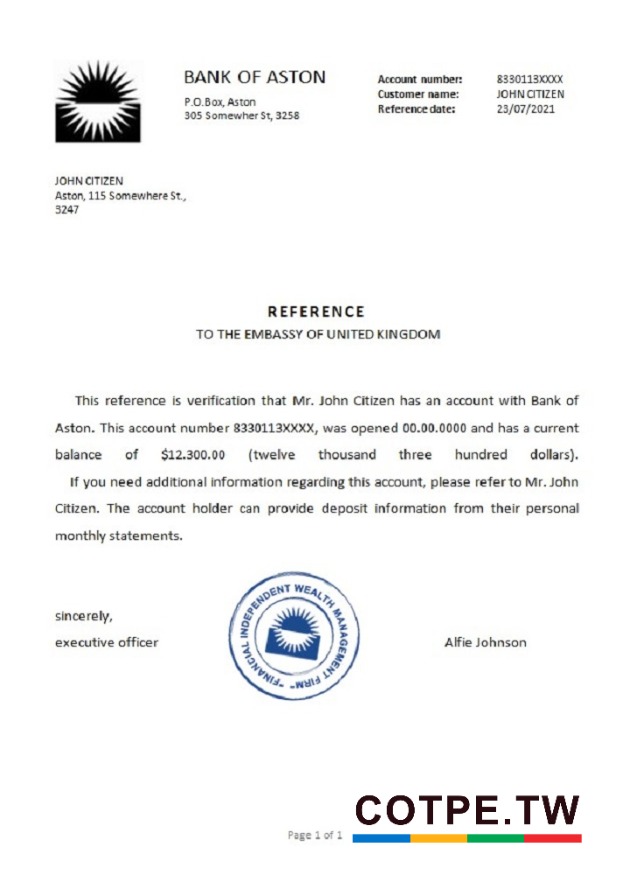 BANK OF ASTON
P.O.Box, Aston
305 Somewher St, 3258
Account number: 8330113XXXX
Customer name: JOHN CITIZEN
Reference date: 23/07/2021
JOHN CITIZEN
Aston, 115 Somewhere St.,
3247
REFERENCE
TO THE EMBASSY OF UNITED KINGDOM
This reference is verification that Mr. John Citizen has an account with Bank of
Aston. This account number 8330113XXXX, was opened 00.00.0000 and has a current
balance of $12.300.00 (twelve thousand three hundred dollars).
If you need additional information regarding this account, please refer to Mr. John
Citizen. The account holder can provide deposit information from their personal
monthly statements.
sincerely,
executive officer
"FINANCIAL INDEPENDENT WEALTH MANAGEMENT FIRM"
Alfie Johnson
Page 1 of 1
COTPE.TW